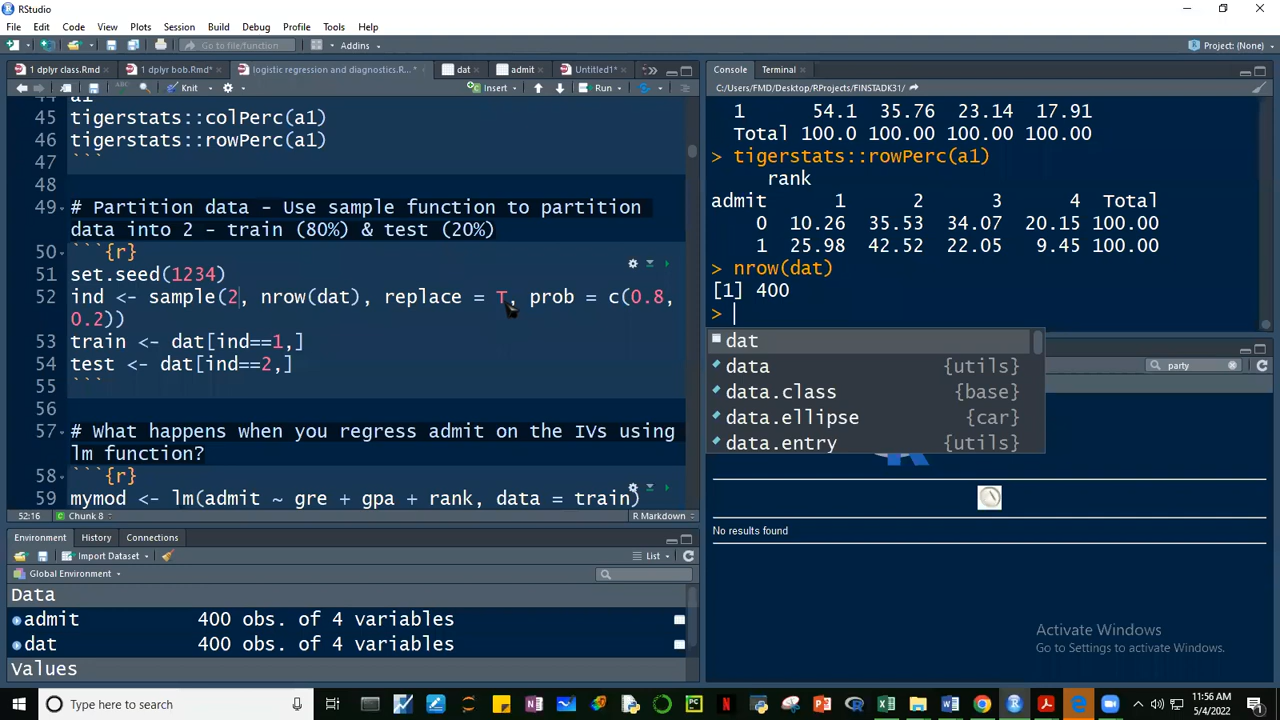 RStudio
File Edit Code View Plots Session Build Debug Profile Tools Help
Go to file/function Addins Project: (None)
1 dplyr class.Rmd 1 dplyr bob.Rmd* logistic regression and diagnostics.R...* dat admit Untitled1*
Knit Insert Run
44 a1
45 tigerstats::colPerc(a1)
46 tigerstats::rowPerc(a1)
47 ```
48
49 # Partition data - Use sample function to partition
data into 2 - train (80%) & test (20%)
50 ```{r}
51 set.seed(1234)
52 ind <- sample(2, nrow(dat), replace = T, prob = c(0.8,
0.2))
53 train <- dat[ind==1,]
54 test <- dat[ind==2,]
55 ```
56
57 # What happens when you regress admit on the IVs using
lm function?
58 ```{r}
59 mymod <- lm(admit ~ gre + gpa + rank, data = train)
52:16 Chunk 8 R Markdown
Environment History Connections
Import Dataset List
Global Environment
Data
admit 400 obs. of 4 variables
dat 400 obs. of 4 variables
Values
Console Terminal
C:/Users/FMD/Desktop/RProjects/FINSTADK31/
1 54.1 35.76 23.14 17.91
Total 100.0 100.00 100.00 100.00
> tigerstats::rowPerc(a1)
rank
admit 1 2 3 4 Total
0 10.26 35.53 34.07 20.15 100.00
1 25.98 42.52 22.05 9.45 100.00
> nrow(dat)
[1] 400
>
dat
data {utils}
data.class {base}
data.ellipse {car}
data.entry {utils}
party
R
No results found
Activate Windows
Go to Settings to activate Windows.
Type here to search
11:56 AM
5/4/2022